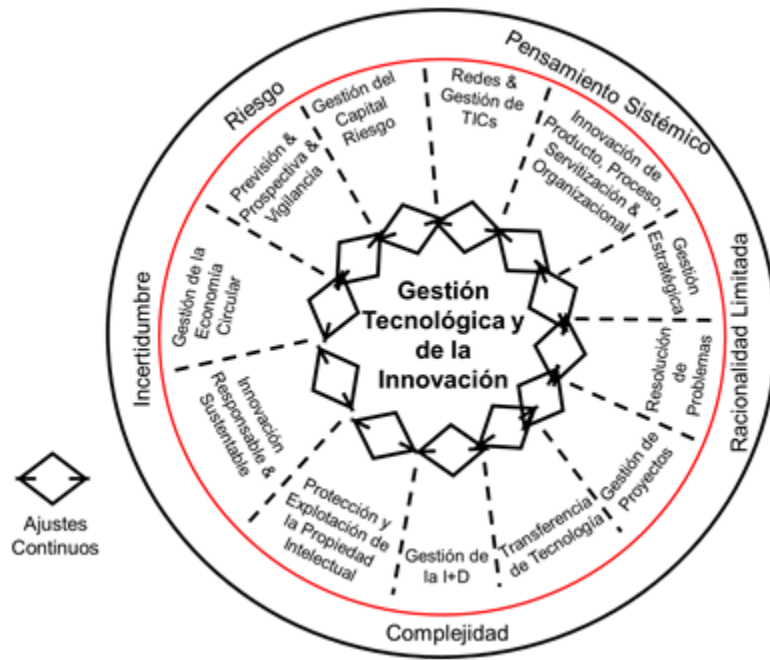 Pensamiento Sistémico
Racionalidad Limitada
Complejidad
Incertidumbre
Riesgo
Redes &
Gestión de
TICs
Innovación de
Producto, Proceso,
Servitización &
Organizacional
Gestión
Estratégica
Resolución
de
Problemas
Gestión de
Proyectos
Transferencia
de Tecnología
Gestión de
la I+D
Protección y
Explotación de
la Propiedad
Intelectual
Innovación
Responsable &
Sustentable
Gestión de la
Economía
Circular
Previsión &
Prospectiva &
Vigilancia
Gestión del
Capital
Riesgo
Gestión
Tecnológica y
de la
Innovación
Ajustes
Continuos